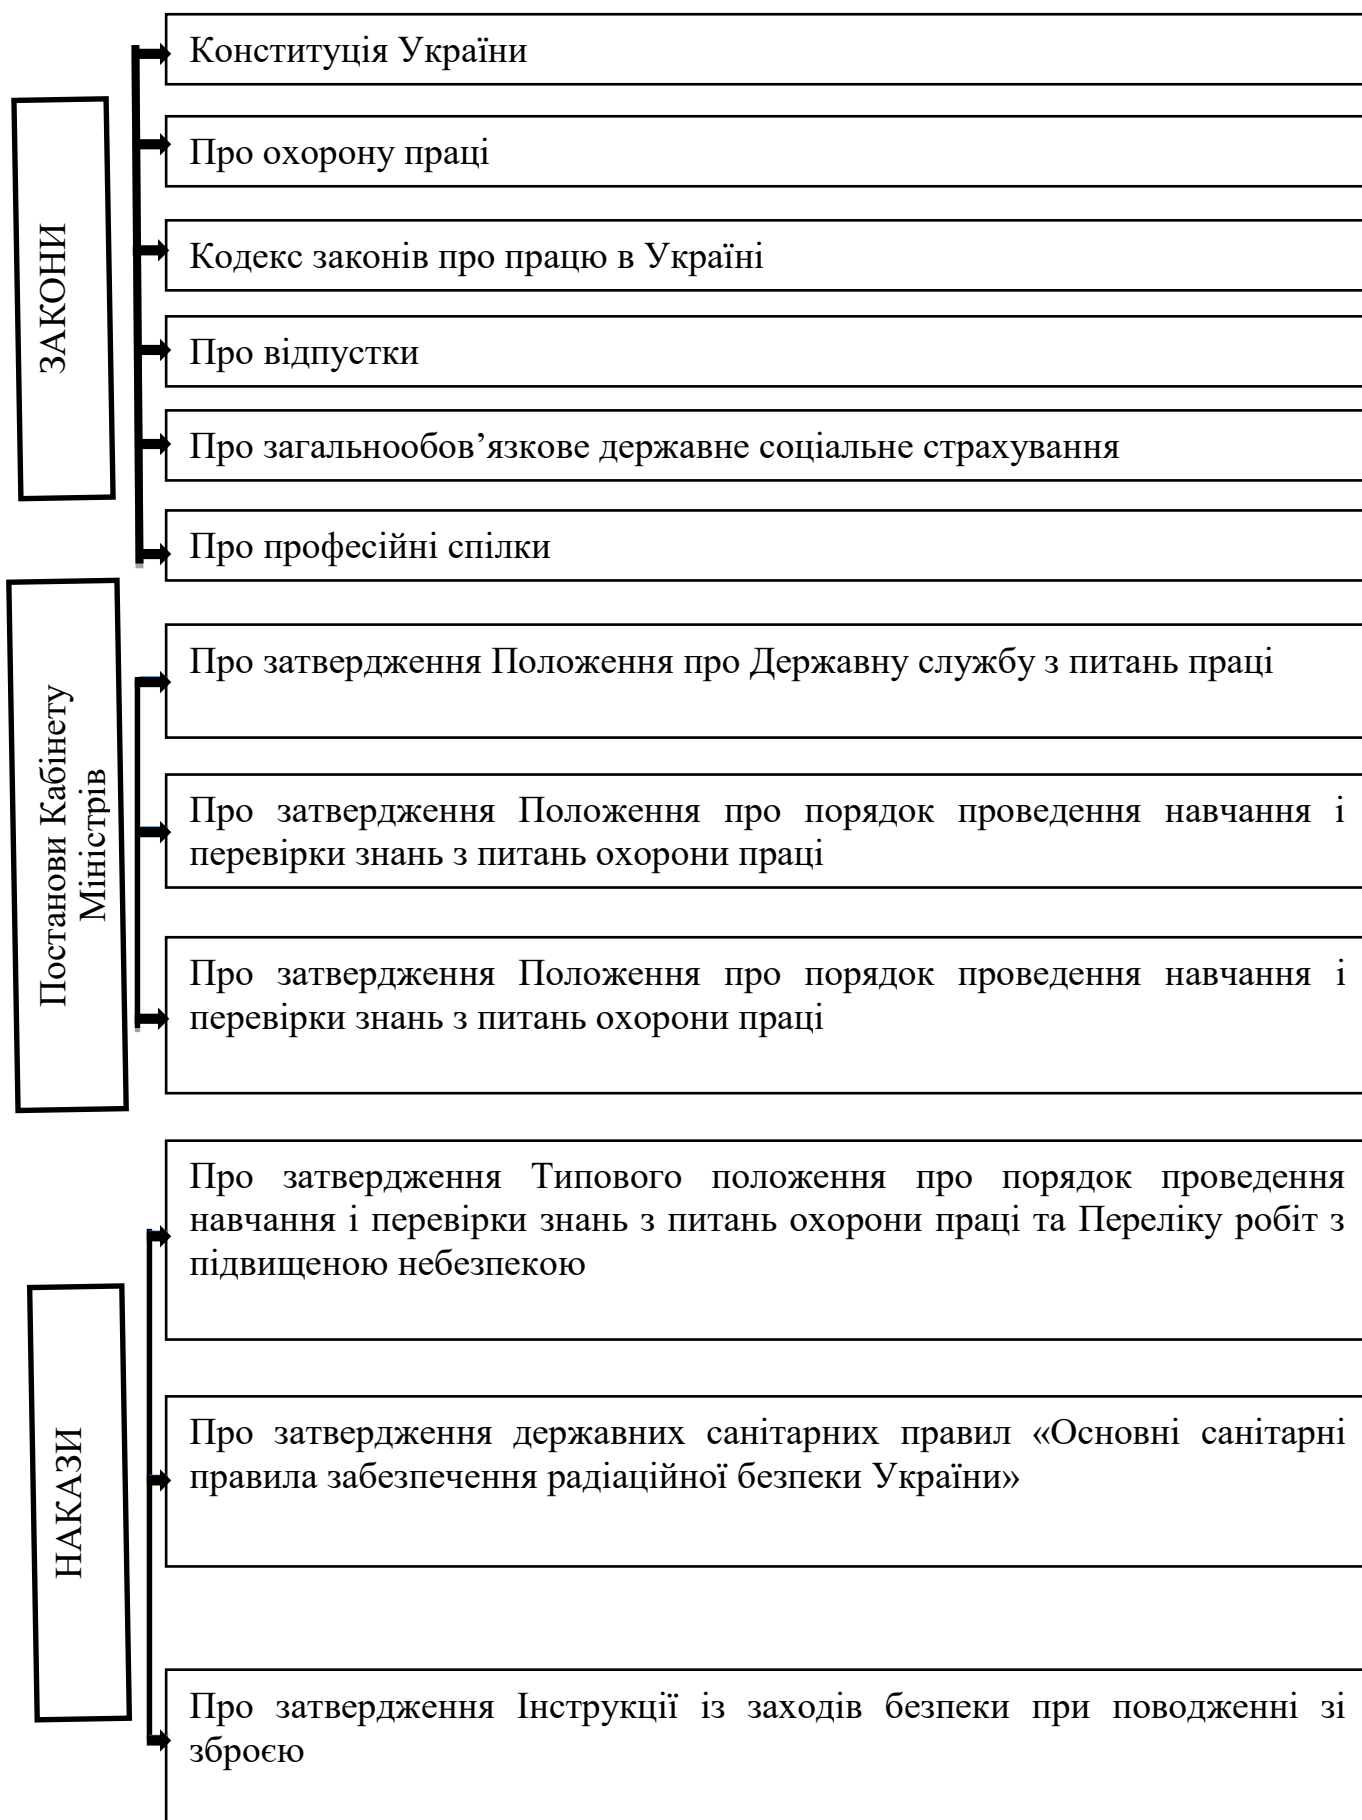 ЗАКОНИ
Конституція України
Про охорону праці
Кодекс законів про працю в Україні
Про відпустки
Про загальнообов’язкове державне соціальне страхування
Про професійні спілки
Постанови Кабінету
Міністрів
Про затвердження Положення про Державну службу з питань праці
Про затвердження Положення про порядок проведення навчання і
перевірки знань з питань охорони праці
Про затвердження Положення про порядок проведення навчання і
перевірки знань з питань охорони праці
НАКАЗИ
Про затвердження Типового положення про порядок проведення
навчання і перевірки знань з питань охорони праці та Переліку робіт з
підвищеною небезпекою
Про затвердження державних санітарних правил «Основні санітарні
правила забезпечення радіаційної безпеки України»
Про затвердження Інструкції із заходів безпеки при поводженні зі
зброєю